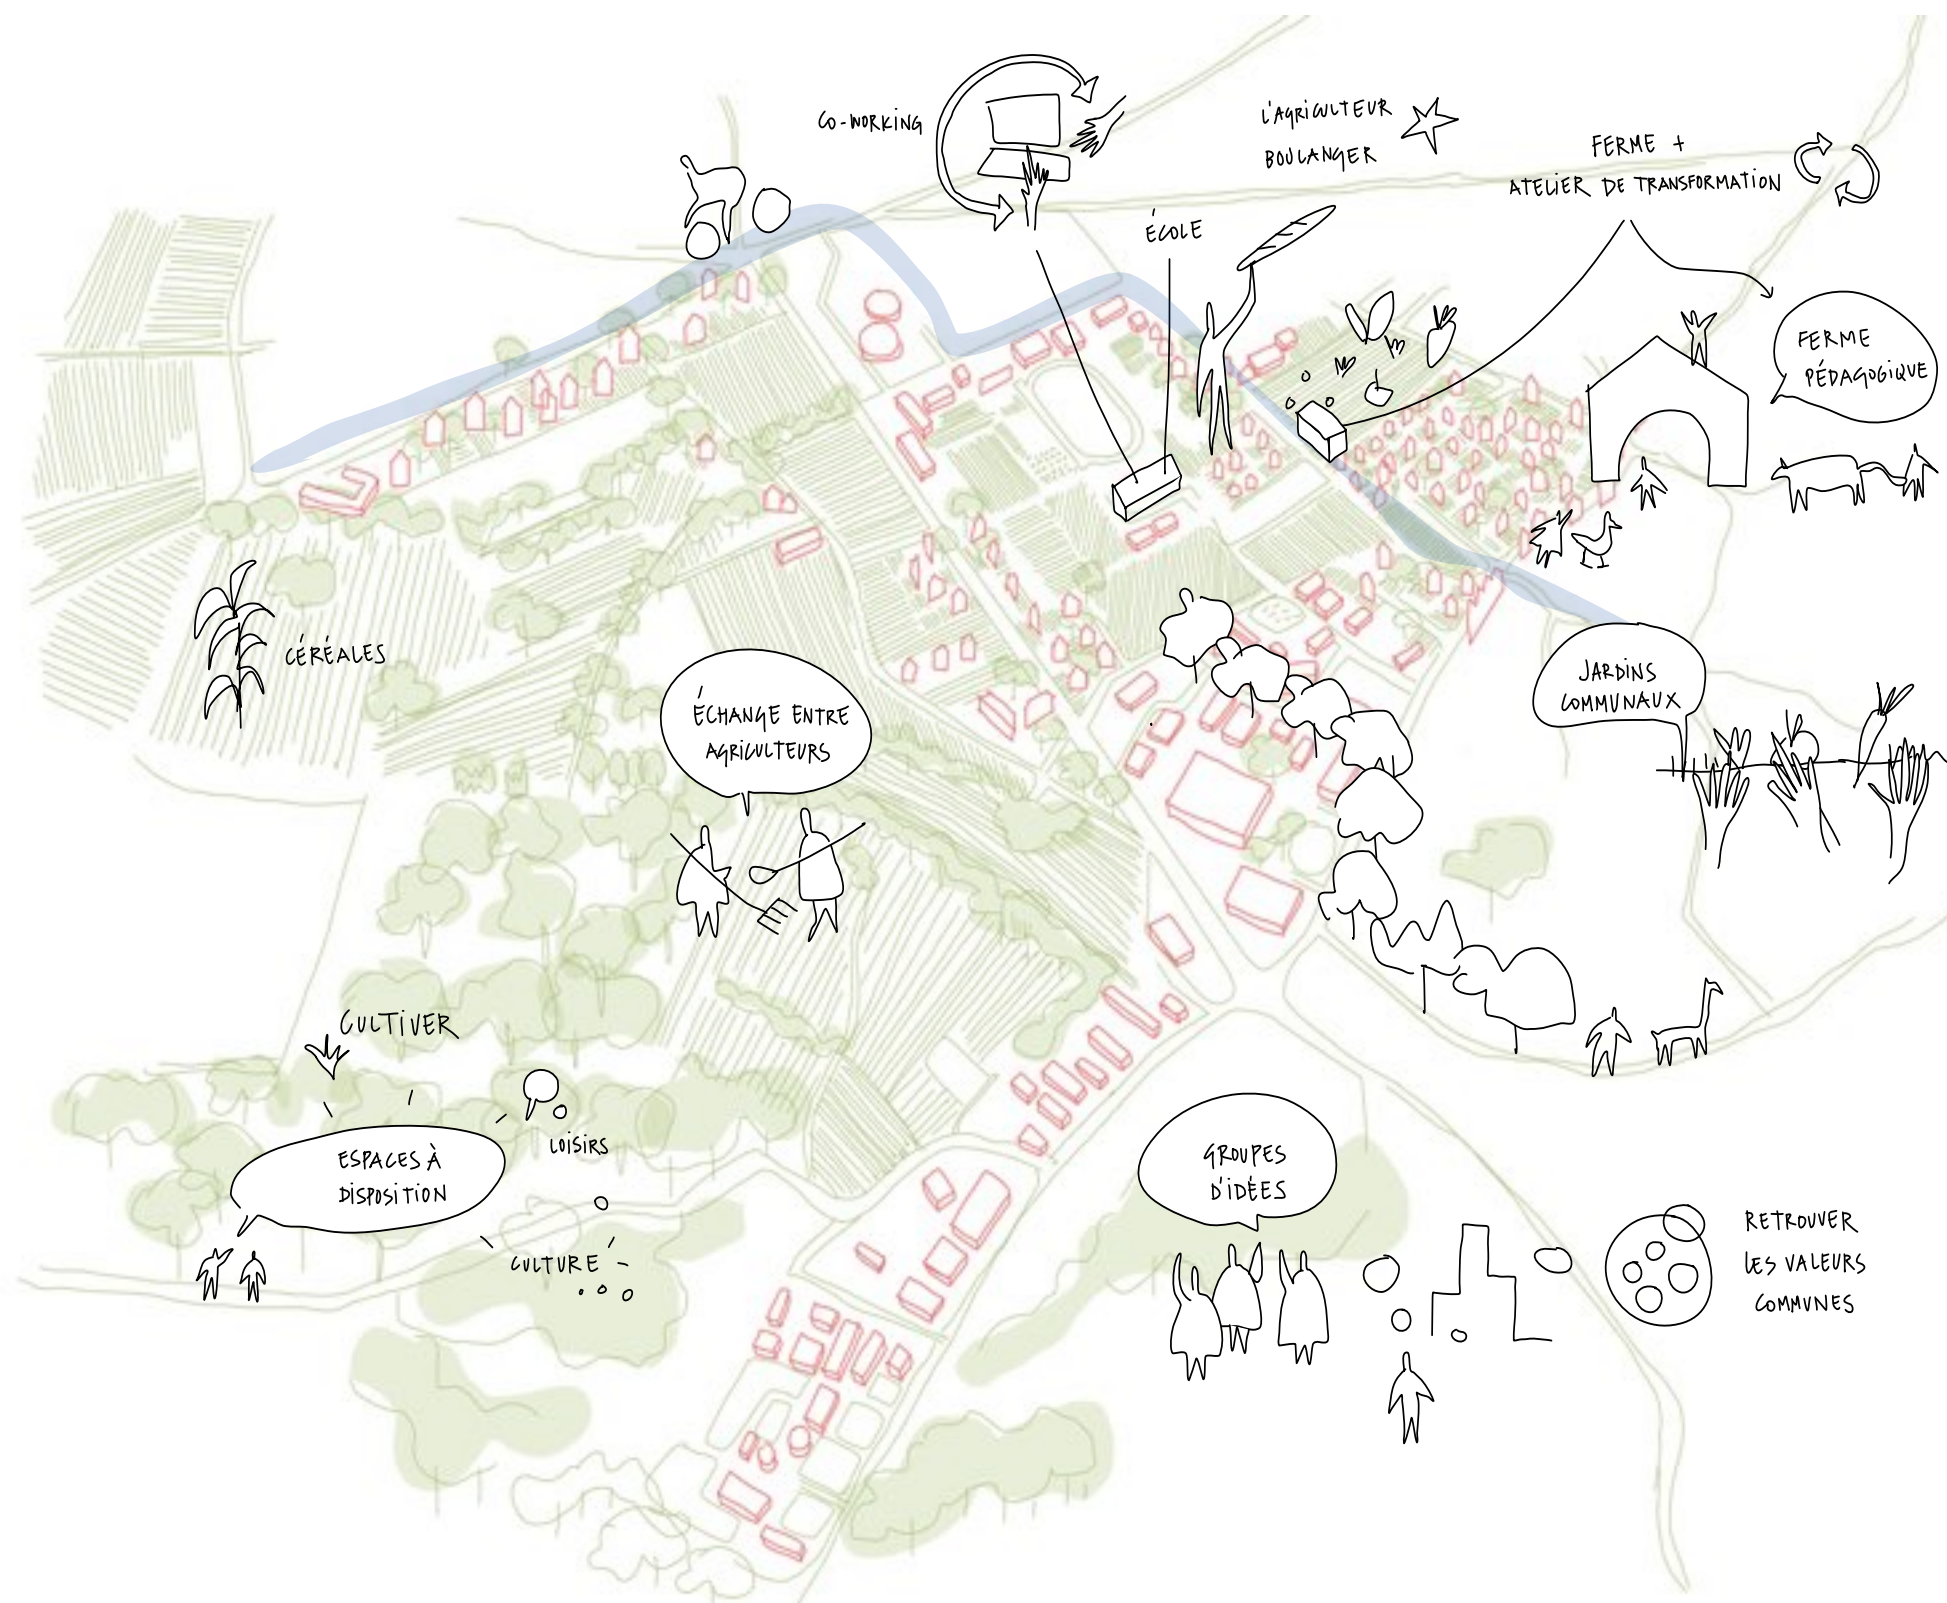 CO-WORKING
L'AGRICULTEUR
BOULANGER
FERME +
ATELIER DE TRANSFORMATION
ÉCOLE
FERME
PÉDAGOGIQUE
CÉRÉALES
ÉCHANGE ENTRE
AGRICULTEURS
JARDINS
COMMUNAUX
CULTIVER
LOISIRS
ESPACES À
DISPOSITION
CULTURE
GROUPES
D'IDÉES
RETROUVER
LES VALEURS
COMMUNES